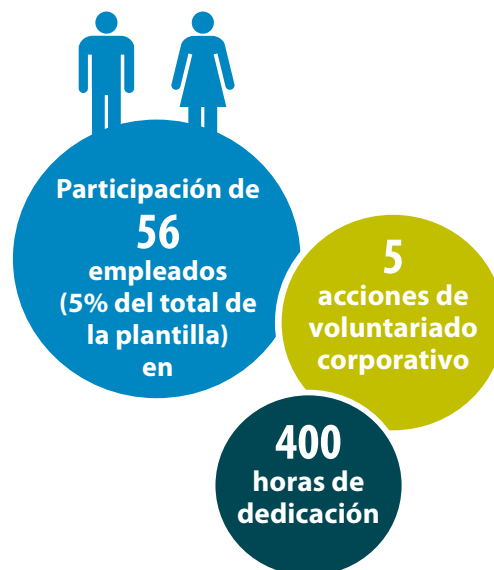 Participación de
56
empleados
(5% del total de
la plantilla)
en
5
acciones de
voluntariado
corporativo
400
horas de
dedicación